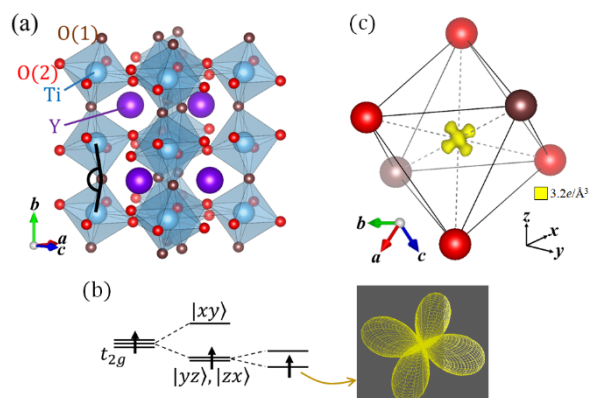 (a)
O(1)
O(2)
Ti
Y
b
a
c
(c)
3.2e/Å³
b
a
c
z
x
y
(b)
|xy⟩
t₂g
|yz⟩,|zx⟩